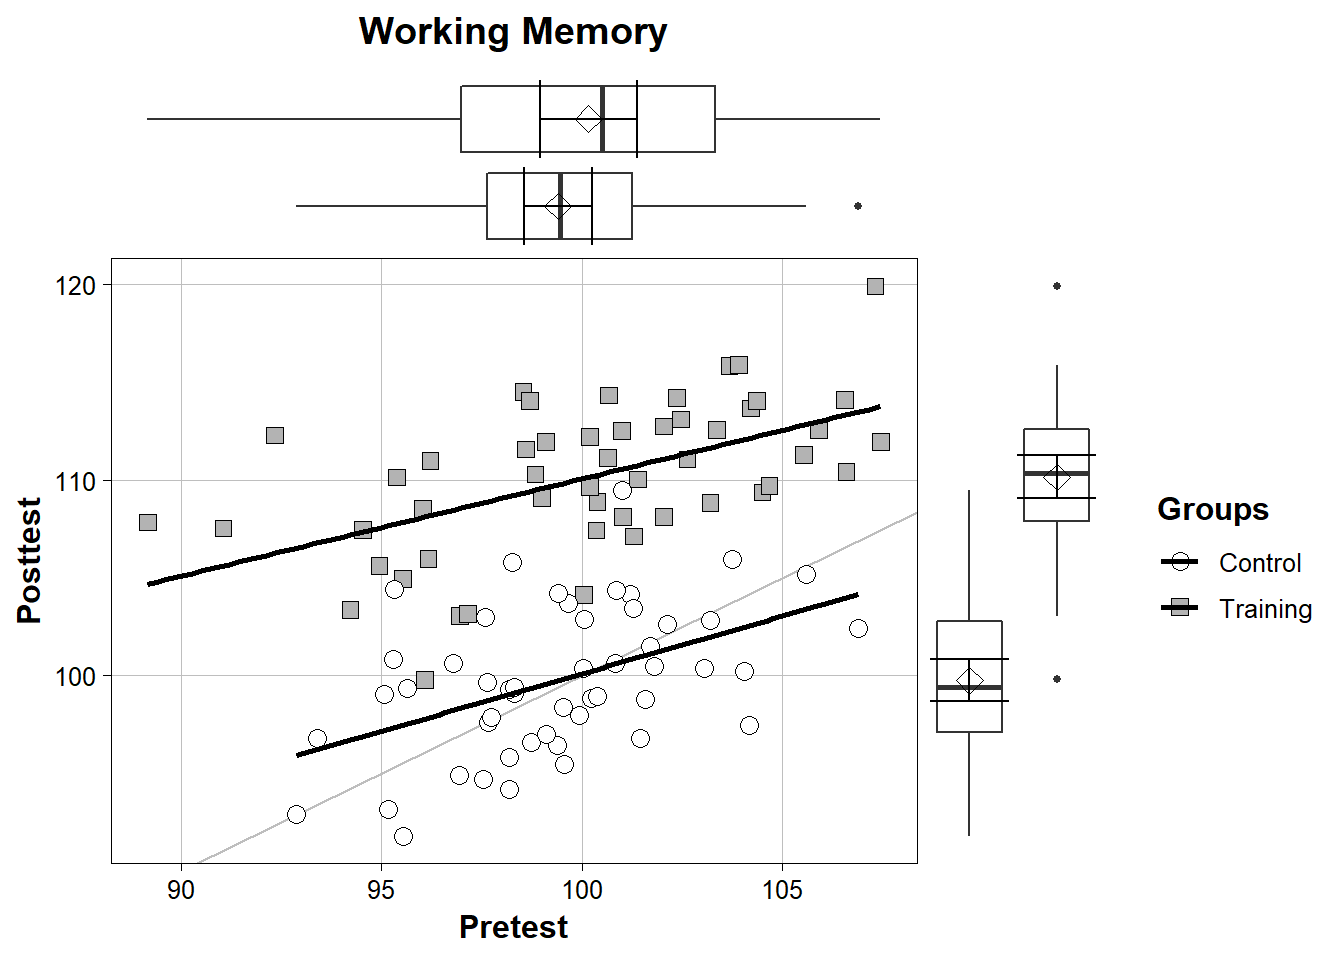 Working Memory
120
110
100
Posttest
90 95 100 105
Pretest
Groups
Control
Training